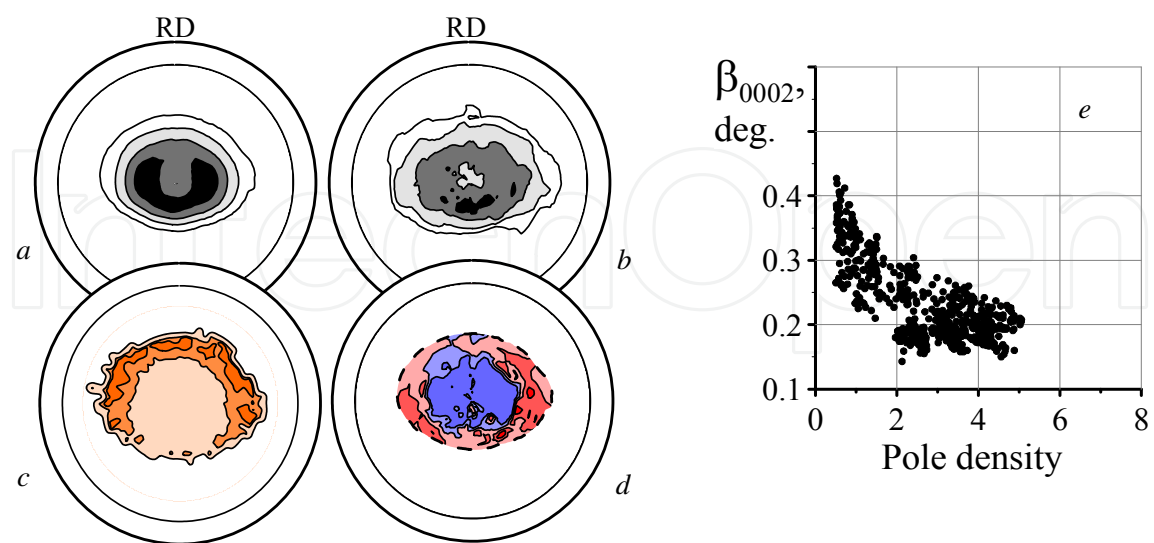 RD
RD
a
b
c
d
β0002,
deg.
e
0.4
0.3
0.2
0.1
0
2
4
6
8
Pole density
IntechOpen